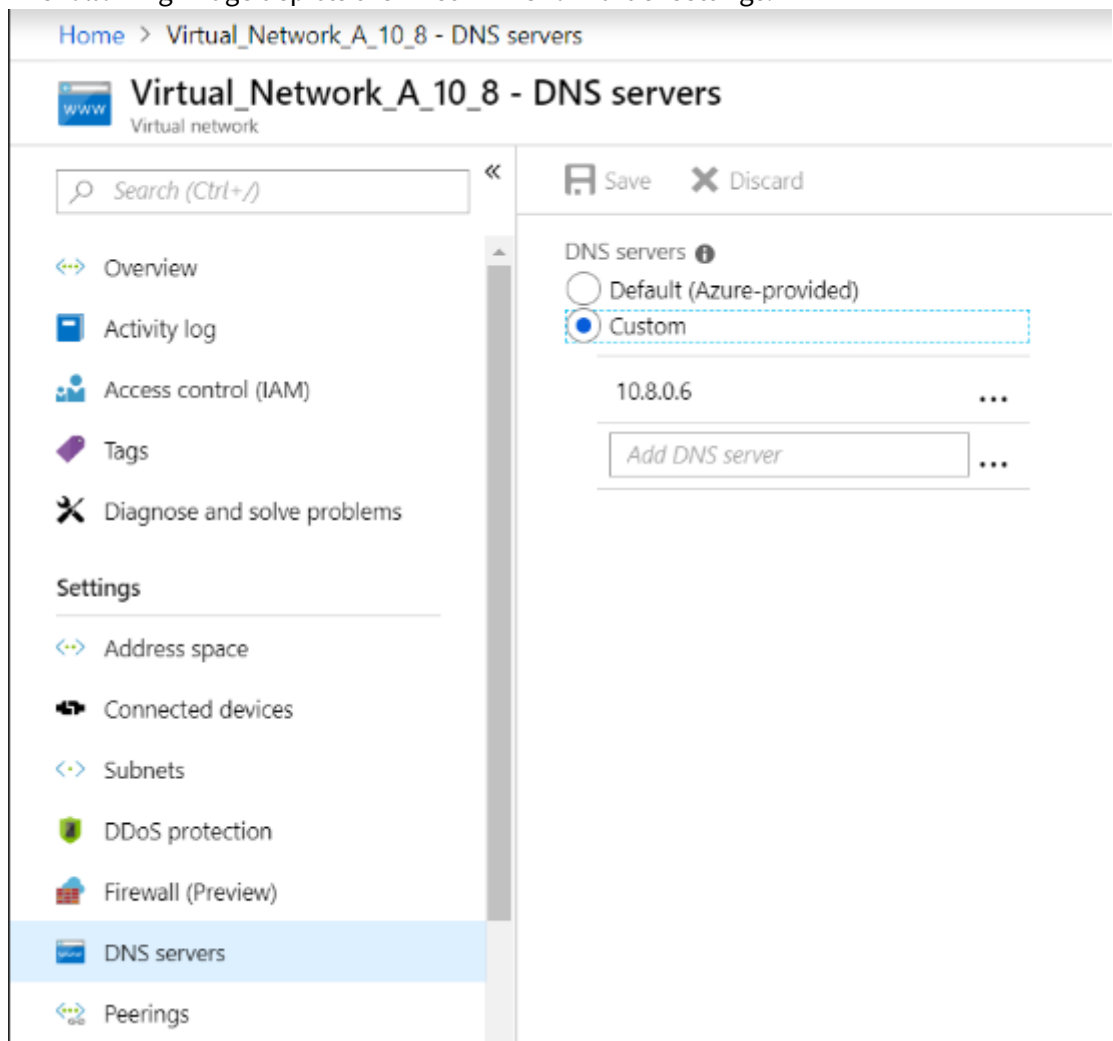 Home > Virtual_Network_A_10_8 - DNS servers
Virtual_Network_A_10_8 - DNS servers
www
Virtual network
Search (Ctrl+/)
«
Save
Discard
Overview
Activity log
Access control (IAM)
Tags
Diagnose and solve problems
Settings
Address space
Connected devices
Subnets
DDoS protection
Firewall (Preview)
DNS servers
Peerings
DNS servers
Default (Azure-provided)
Custom
10.8.0.6
...
Add DNS server
...